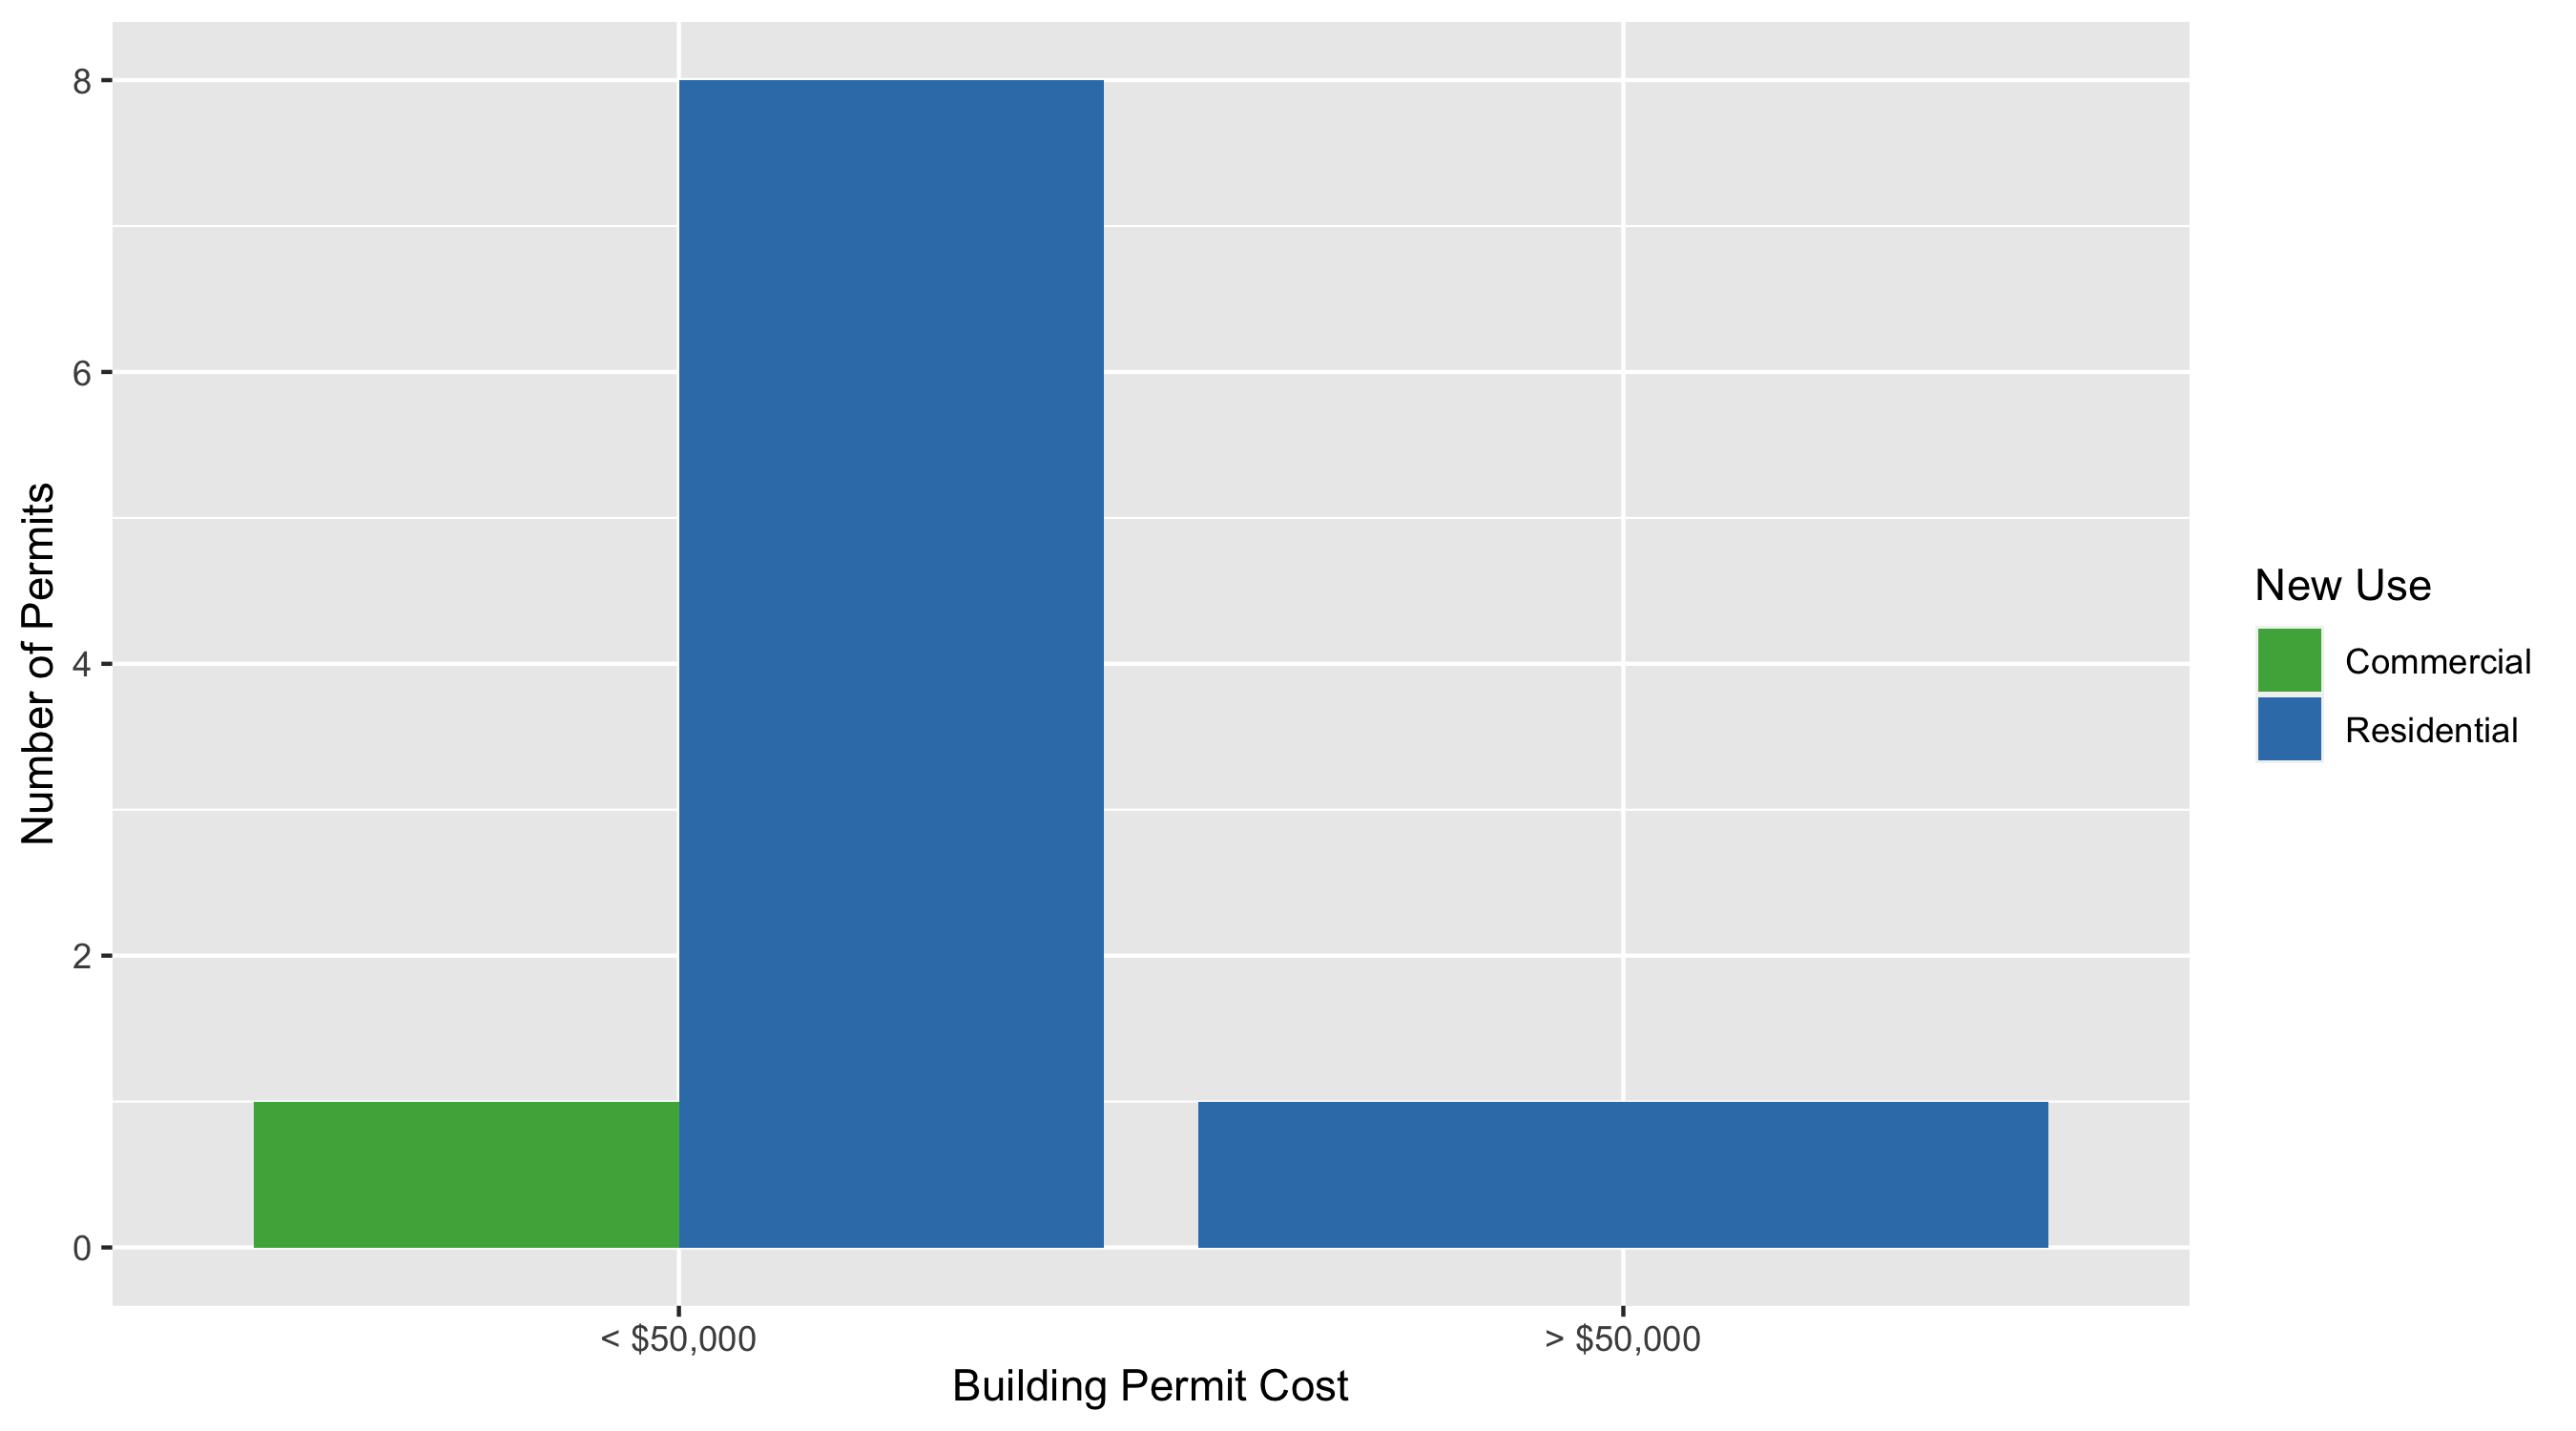 8
6
4
2
0
Number of Permits
< $50,000
> $50,000
Building Permit Cost
New Use
Commercial
Residential